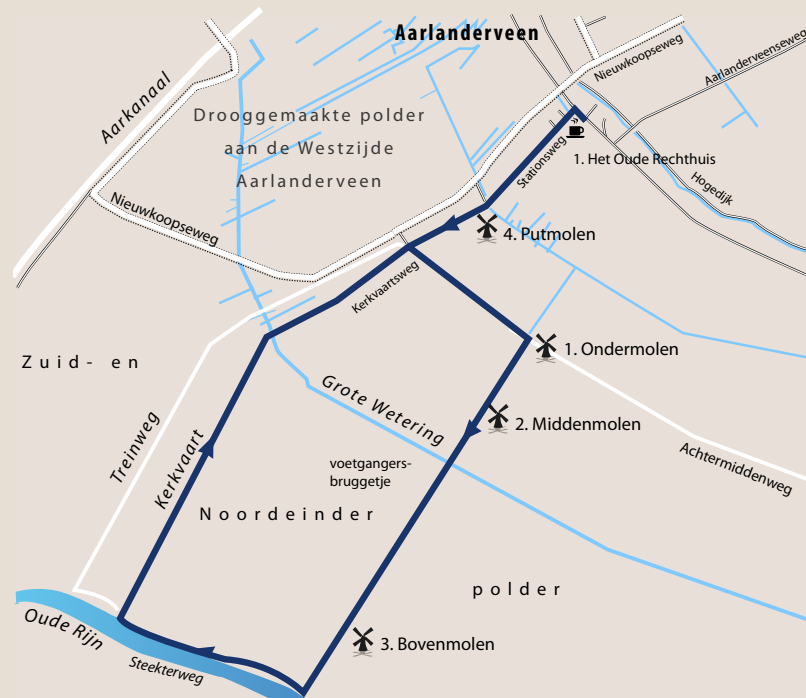 Aarlanderveen
Nieuwkoopseweg
Aarlanderveenseweg
Aarkanaal
Drooggemaakte polder
aan de Westzijde
Aarlanderveen
Stationsweg
1. Het Oude Rechthuis
Hogedijk
Nieuwkoopseweg
4. Putmolen
Kerkvaartsweg
1. Ondermolen
Zuid- en
Treinweg
Kerkvaart
Grote Wetering
2. Middenmolen
voetgangers-
bruggetje
Achtermiddenweg
Noordeinder
polder
Oude Rijn
Steekterweg
3. Bovenmolen